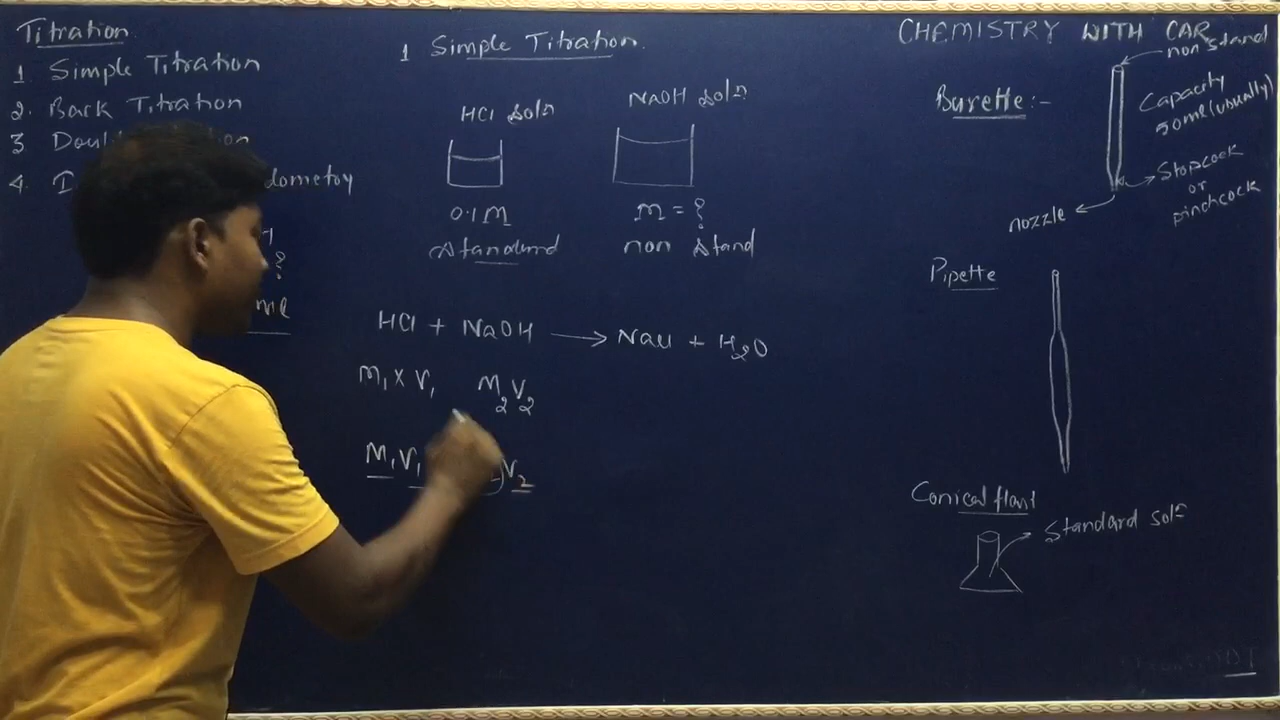 Titration
1. Simple Titration
2. Back Titration
3
4. I dometry
?
me
1 Simple Titration.
HCl Soln
NaOH Soln
0.1M
M = ?
Standard
non Stand
HCl + NaOH → NaCl + H2O
M1 × V1 M2V2
M1V1 V2
CHEMISTRY WITH CAR
non stand
Burette:-
Capacity
50ml (usually)
Stopcock
or
pinchcock
nozzle
Pipette
Conical flask
Standard soln